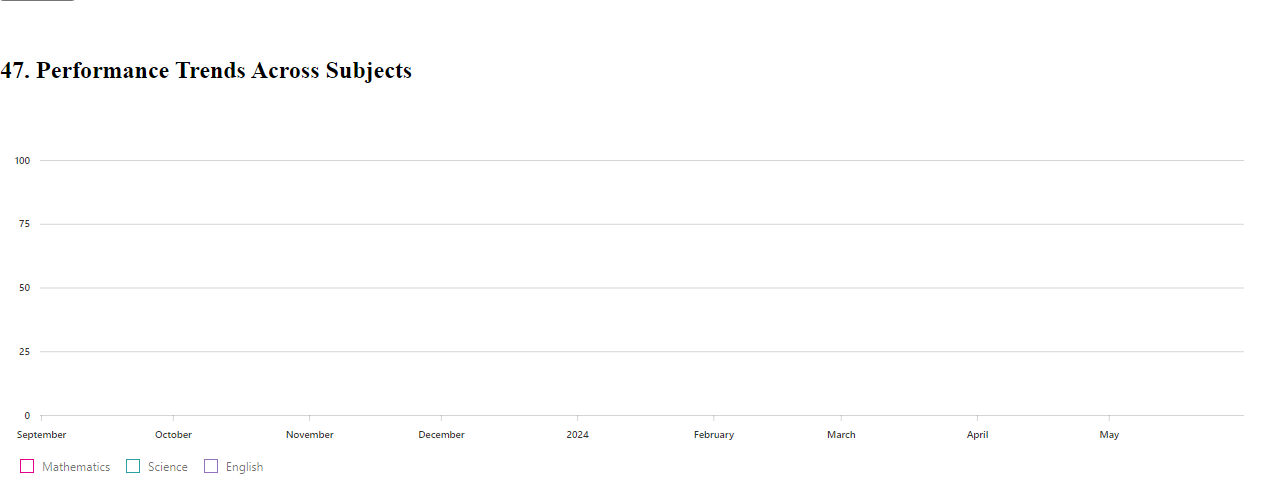 47. Performance Trends Across Subjects
100
75
50
25
0
September October November December 2024 February March April May
Mathematics Science English